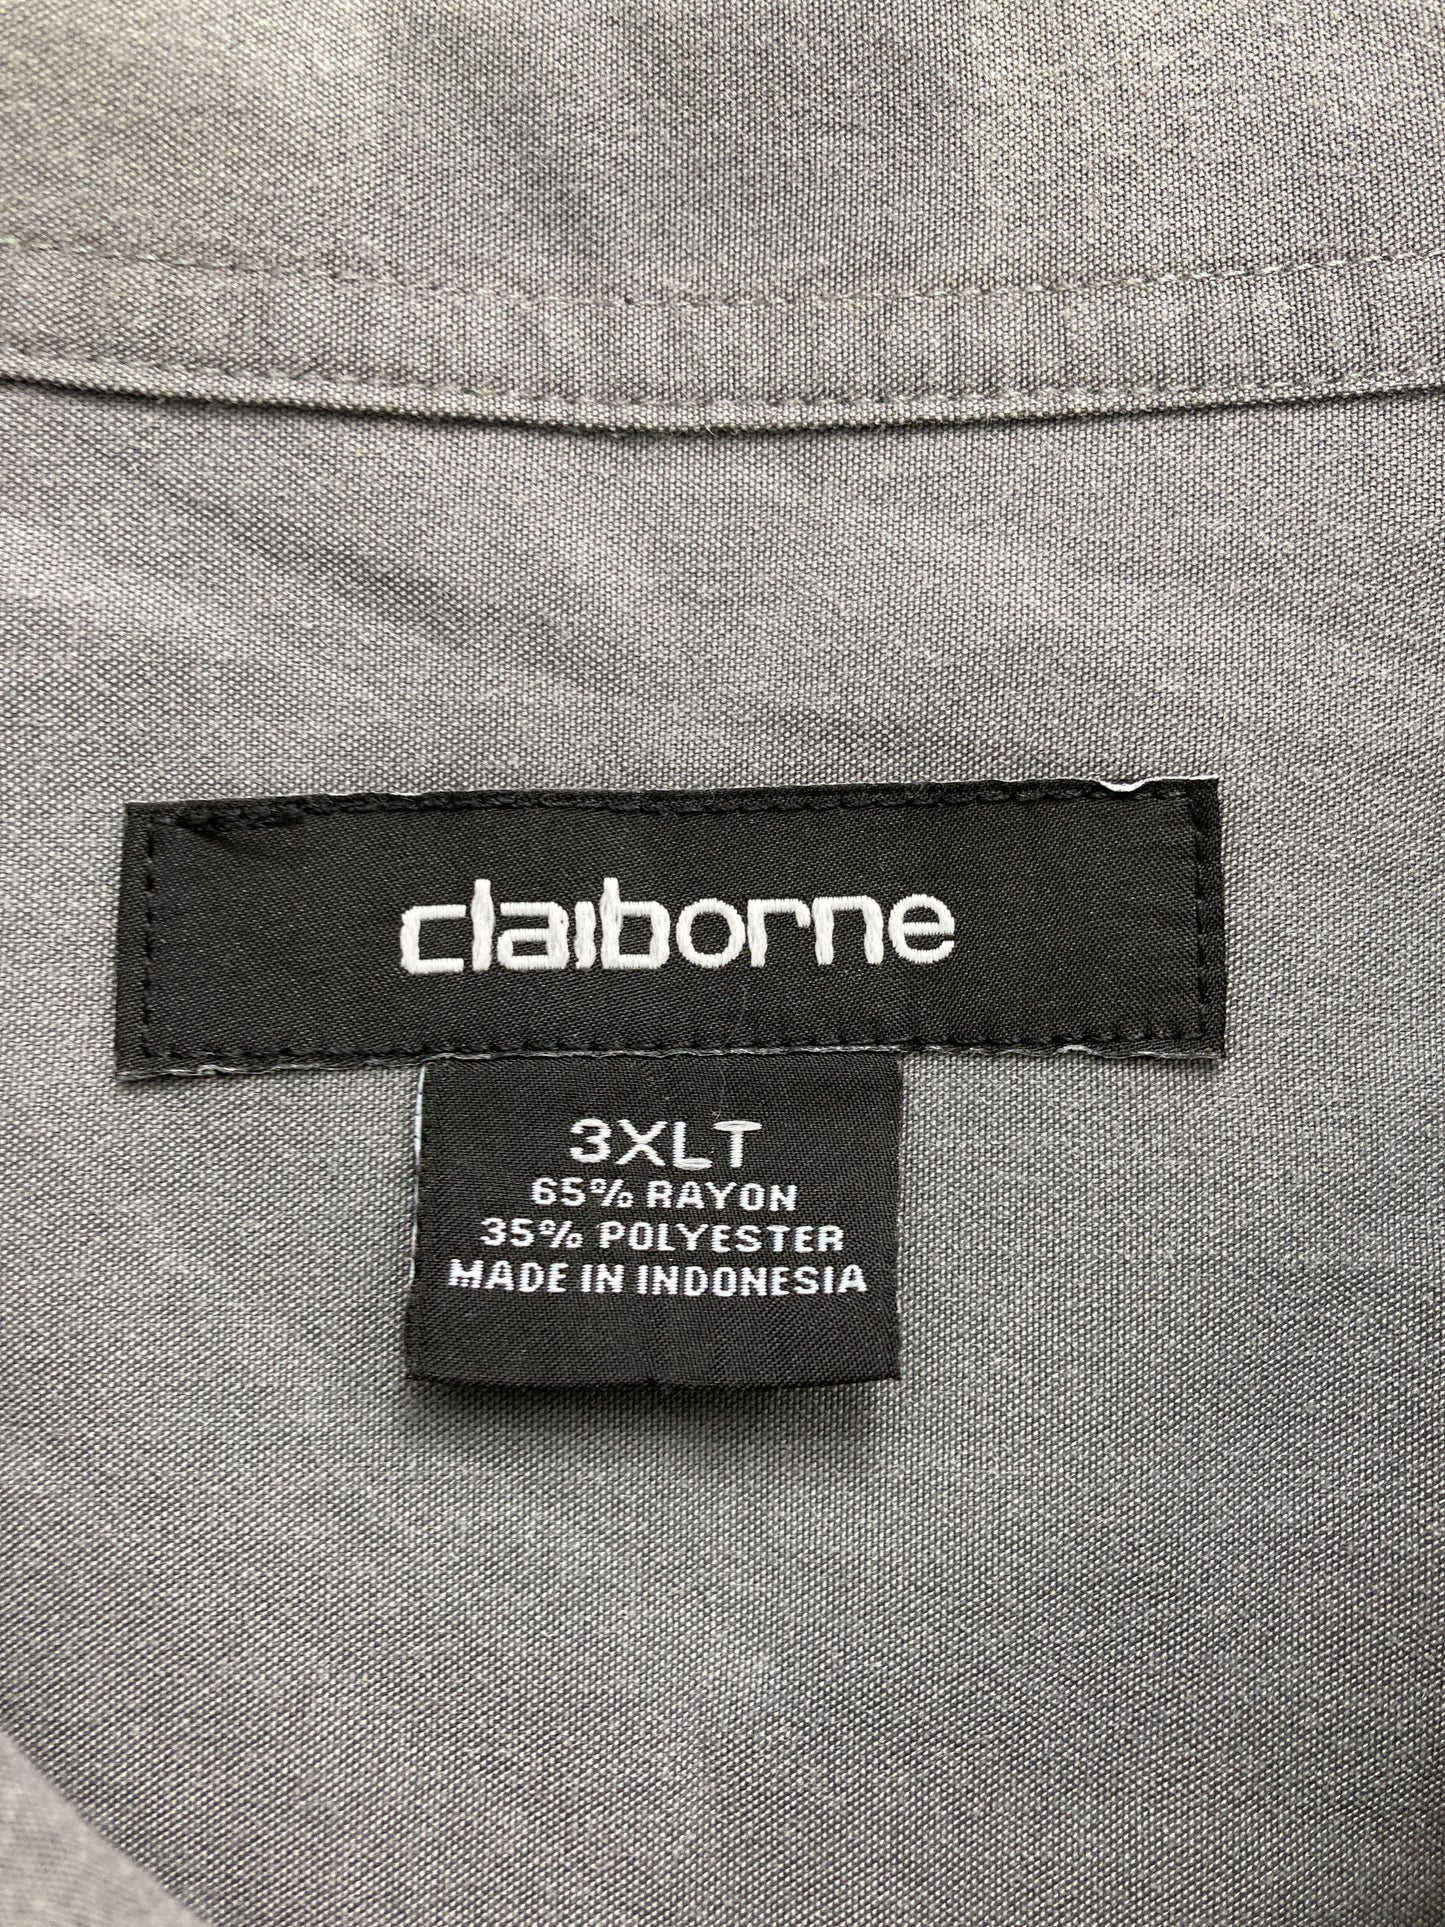 claiborne
3XLT
65% RAYON
35% POLYESTER
MADE IN INDONESIA